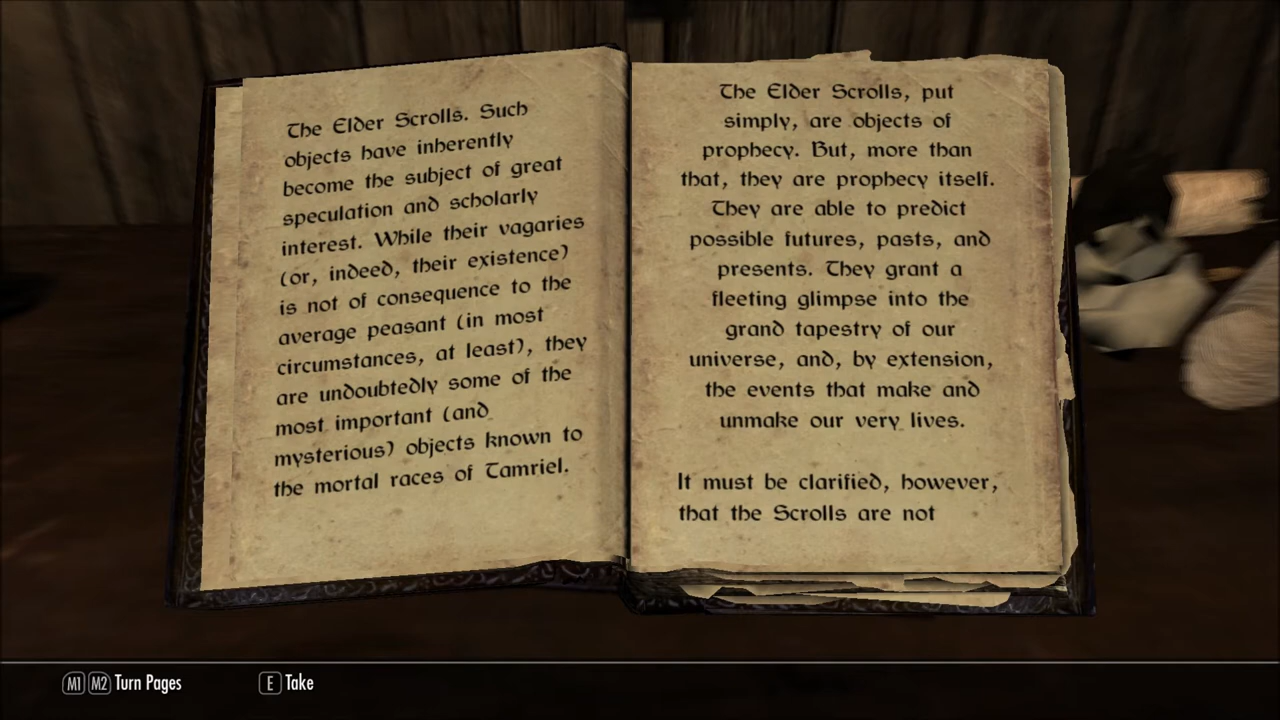 The Elder Scrolls. Such
objects have inherently
become the subject of great
speculation and scholarly
interest. While their vagaries
(or, indeed, their existence)
is not of consequence to the
average peasant (in most
circumstances, at least), they
are undoubtedly some of the
most important (and
mysterious) objects known to
the mortal races of Tamriel.
The Elder Scrolls, put
simply, are objects of
prophecy. But, more than
that, they are prophecy itself.
They are able to predict
possible futures, pasts, and
presents. They grant a
fleeting glimpse into the
grand tapestry of our
universe, and, by extension,
the events that make and
unmake our very lives.
It must be clarified, however,
that the Scrolls are not
M1 M2 Turn Pages
E Take